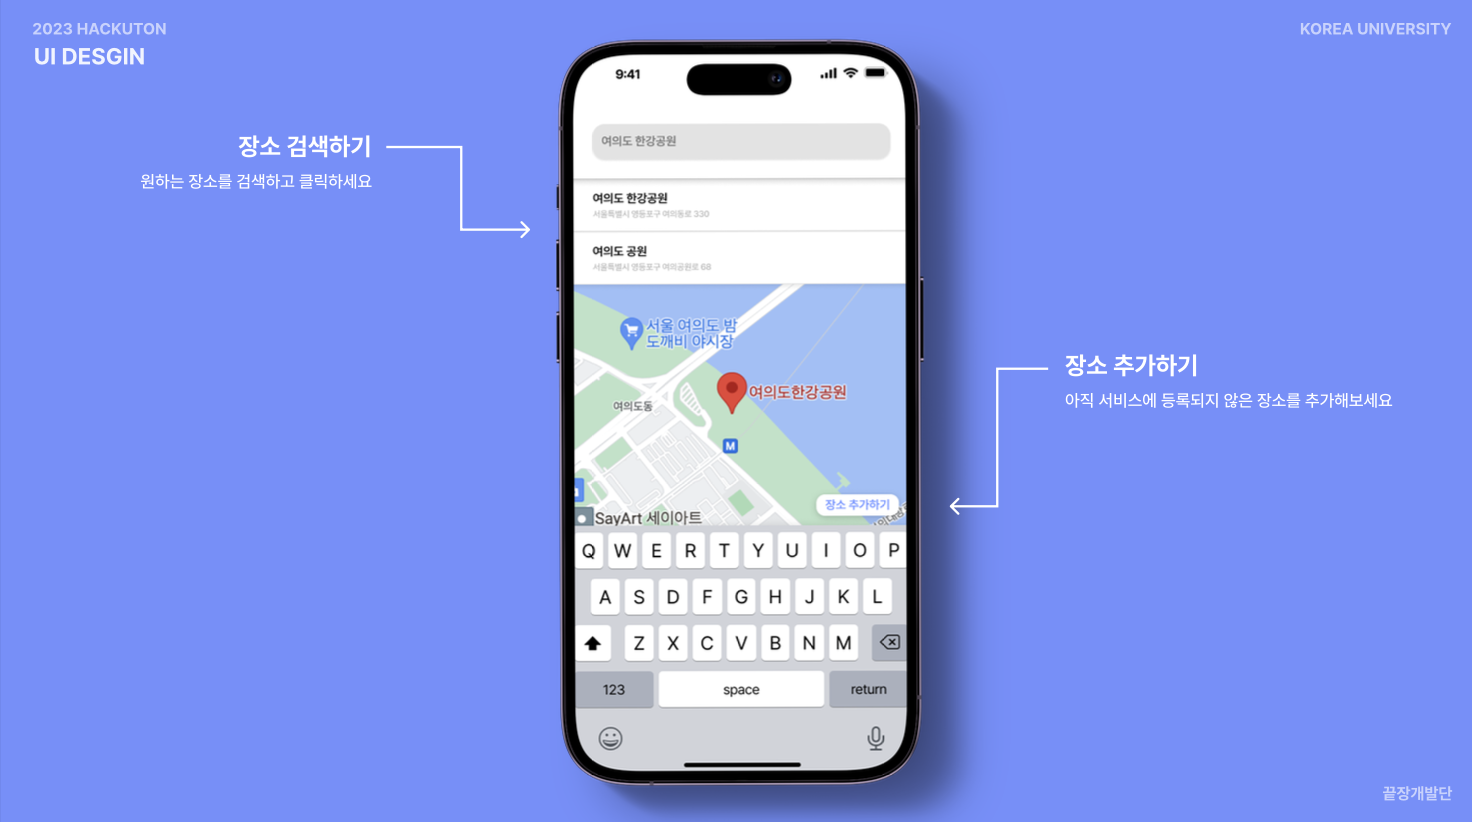 2023 HACKUTON
UI DESGIN
KOREA UNIVERSITY
장소 검색하기
원하는 장소를 검색하고 클릭하세요
9:41
여의도 한강공원
여의도 한강공원
서울특별시 영등포구 여의동로 330
여의도 공원
서울특별시 영등포구 여의공원로 68
서울 여의도 밤
도깨비 야시장
여의도한강공원
여의도동
M
장소 추가하기
SayArt 세이아트
Q W E R T Y U I O P
A S D F G H J K L
Z X C V B N M
123 space return
장소 추가하기
아직 서비스에 등록되지 않은 장소를 추가해보세요
끝장개발단